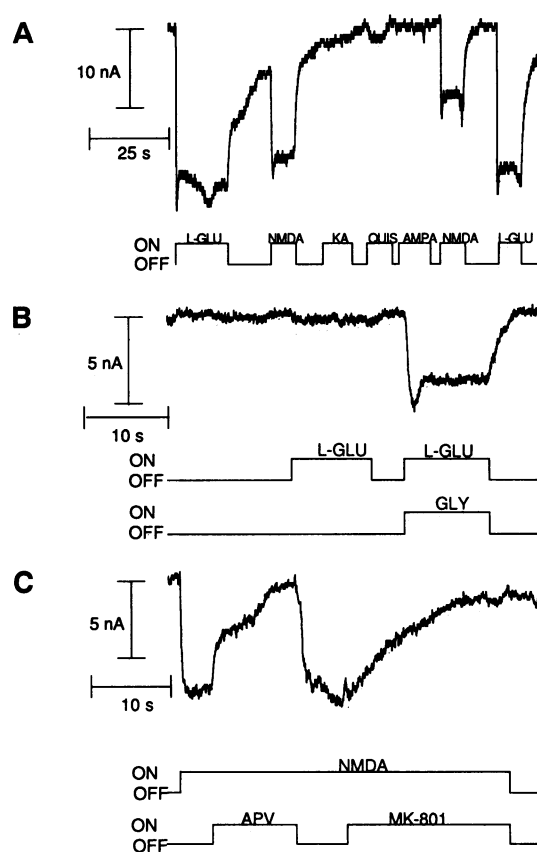 A
10 nA
25 s
L-GLU NMDA KA QUIS AMPA NMDA L-GLU
ON
OFF
B
5 nA
10 s
L-GLU L-GLU
ON
OFF
GLY
ON
OFF
C
5 nA
10 s
NMDA
ON
OFF
APV MK-801
ON
OFF